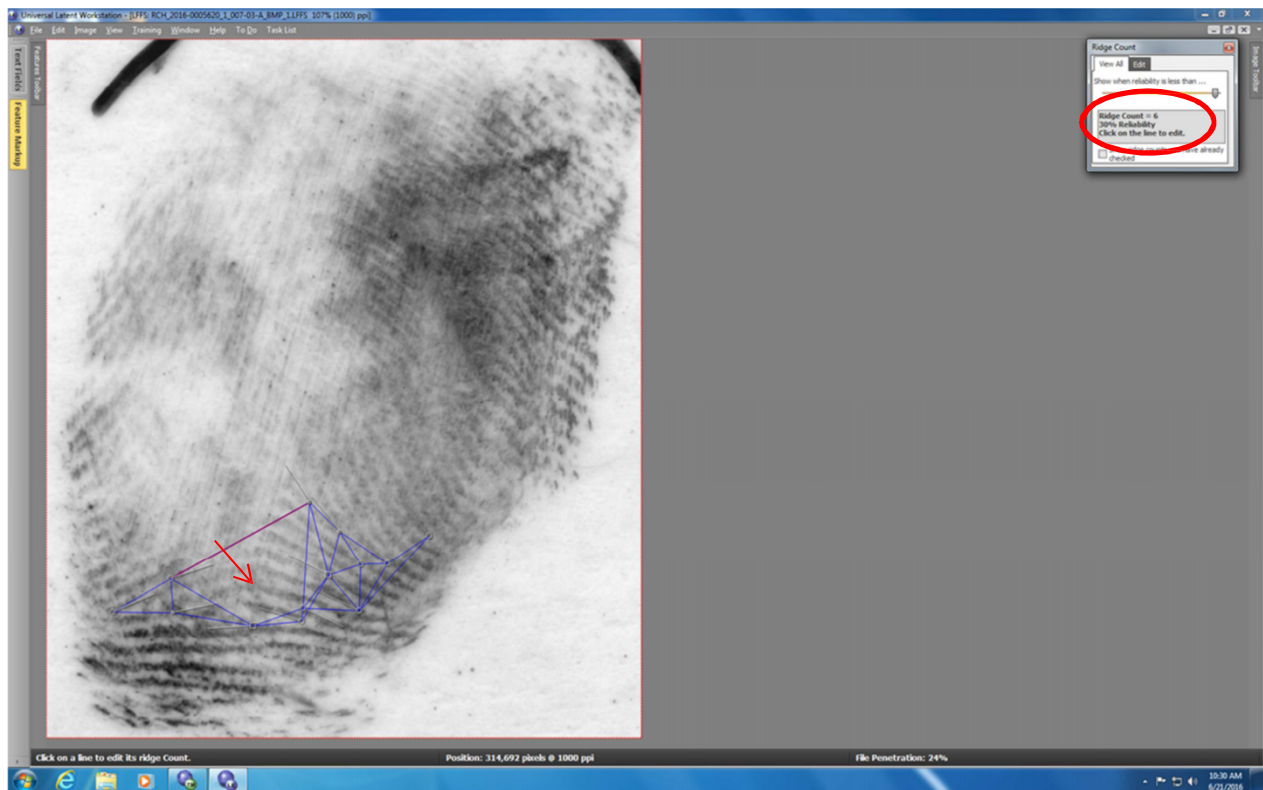 Universal Latent Workstation - [LFFS: RCH_2016-0005620_1_007-03-A_BMP_1.LFFS 107% (1000) ppi]
File Edit Image View Training Window Help To Do Task List
Text Fields
Features Toolbar
Feature Markup
Ridge Count
View All Edit
Show when reliability is less than ...
Ridge Count = 6
30% Reliability
Click on the line to edit.
already
checked
Image Toolbar
Click on a line to edit its ridge Count.
Position: 314,692 pixels @ 1000 ppi
File Penetration: 24%
10:30 AM
6/21/2016